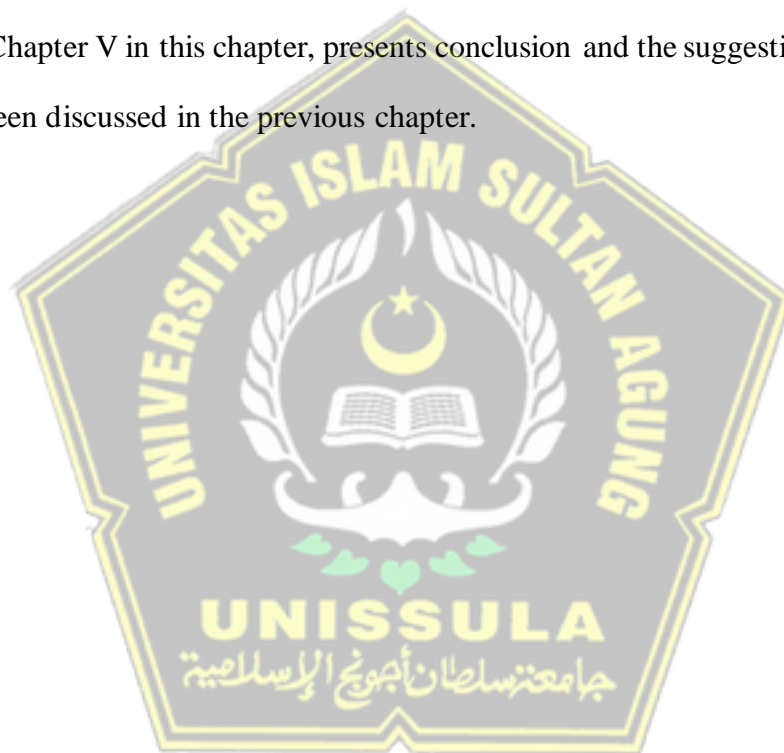 Chapter V in this chapter, presents conclusion and the suggesti
een discussed in the previous chapter.
UNIVERSITAS ISLAM SULTAN AGUNG
UNISSULA
جامعة سلطان أجونج الإسلامية